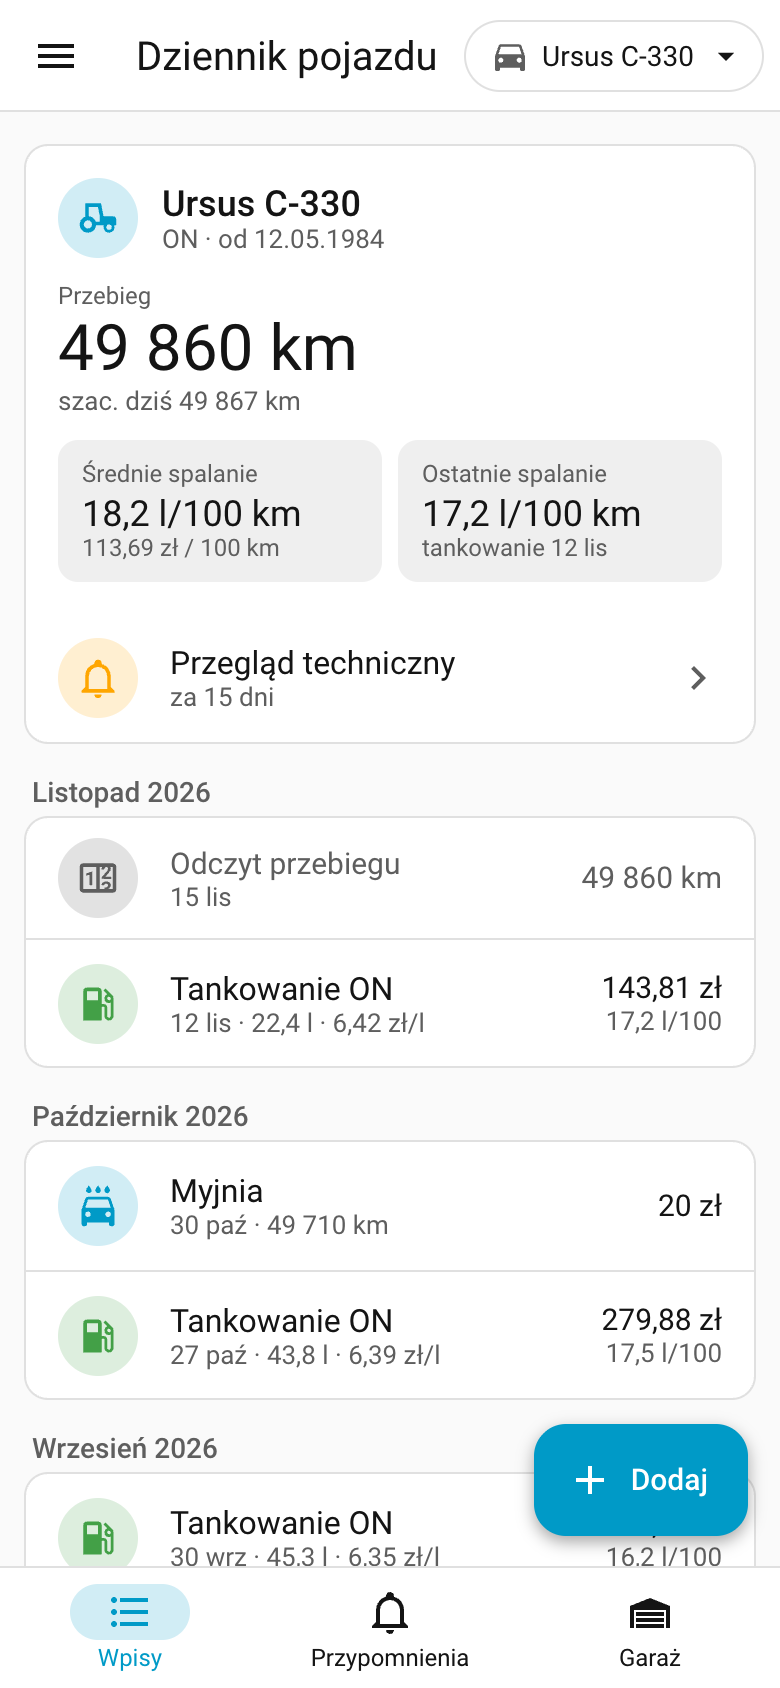 Dziennik pojazdu
Ursus C-330
Ursus C-330
ON · od 12.05.1984
Przebieg
49 860 km
szac. dziś 49 867 km
Średnie spalanie
18,2 l/100 km
113,69 zł / 100 km
Ostatnie spalanie
17,2 l/100 km
tankowanie 12 lis
Przegląd techniczny
za 15 dni
Listopad 2026
Odczyt przebiegu
15 lis
49 860 km
Tankowanie ON
12 lis · 22,4 l · 6,42 zł/l
143,81 zł
17,2 l/100
Październik 2026
Myjnia
30 paź · 49 710 km
20 zł
Tankowanie ON
27 paź · 43,8 l · 6,39 zł/l
279,88 zł
17,5 l/100
Wrzesień 2026
Tankowanie ON
30 wrz · 45,3 l · 6,35 zł/l
16,2 l/100
Dodaj
Wpisy
Przypomnienia
Garaż